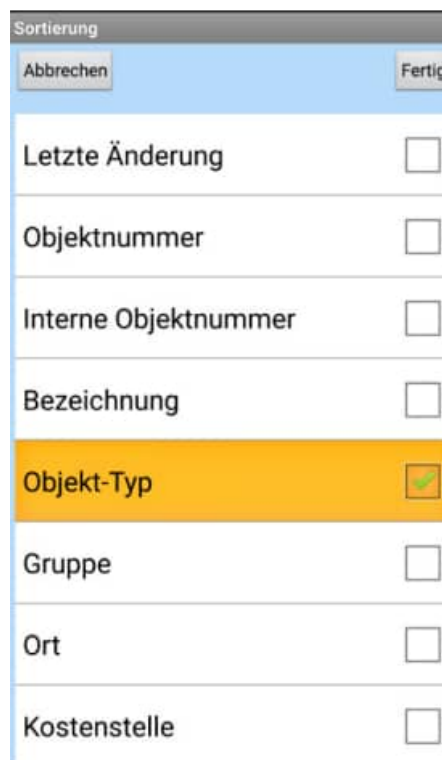 Sortierung
Abbrechen
Fertig
Letzte Änderung
Objektnummer
Interne Objektnummer
Bezeichnung
Objekt-Typ
Gruppe
Ort
Kostenstelle